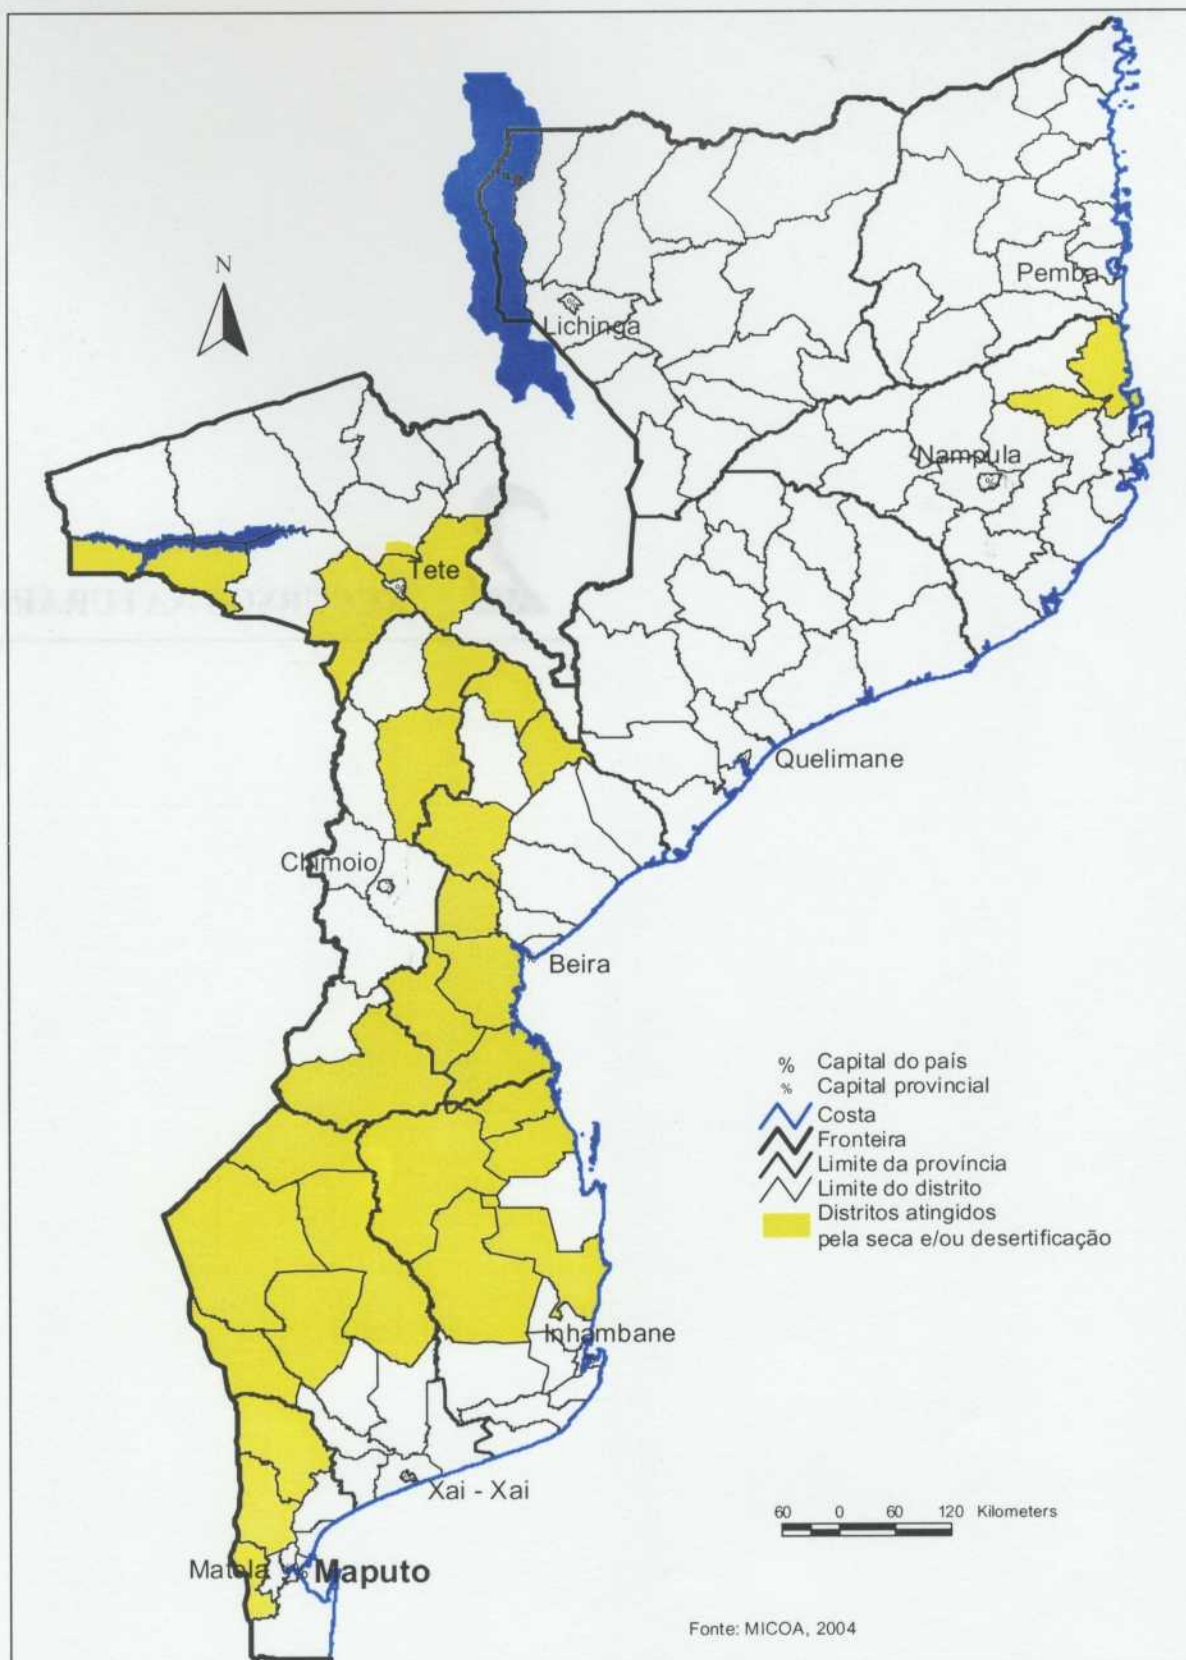 N
Pemba
Lichinga
Nampula
Tete
Quelimane
Chimoio
Beira
% Capital do país
% Capital provincial
Costa
Fronteira
Limite da província
Limite do distrito
Distritos atingidos
pela seca e/ou desertificação
Inhambane
Xai - Xai
60 0 60 120 Kilometers
Matola Maputo
Fonte: MICOA, 2004